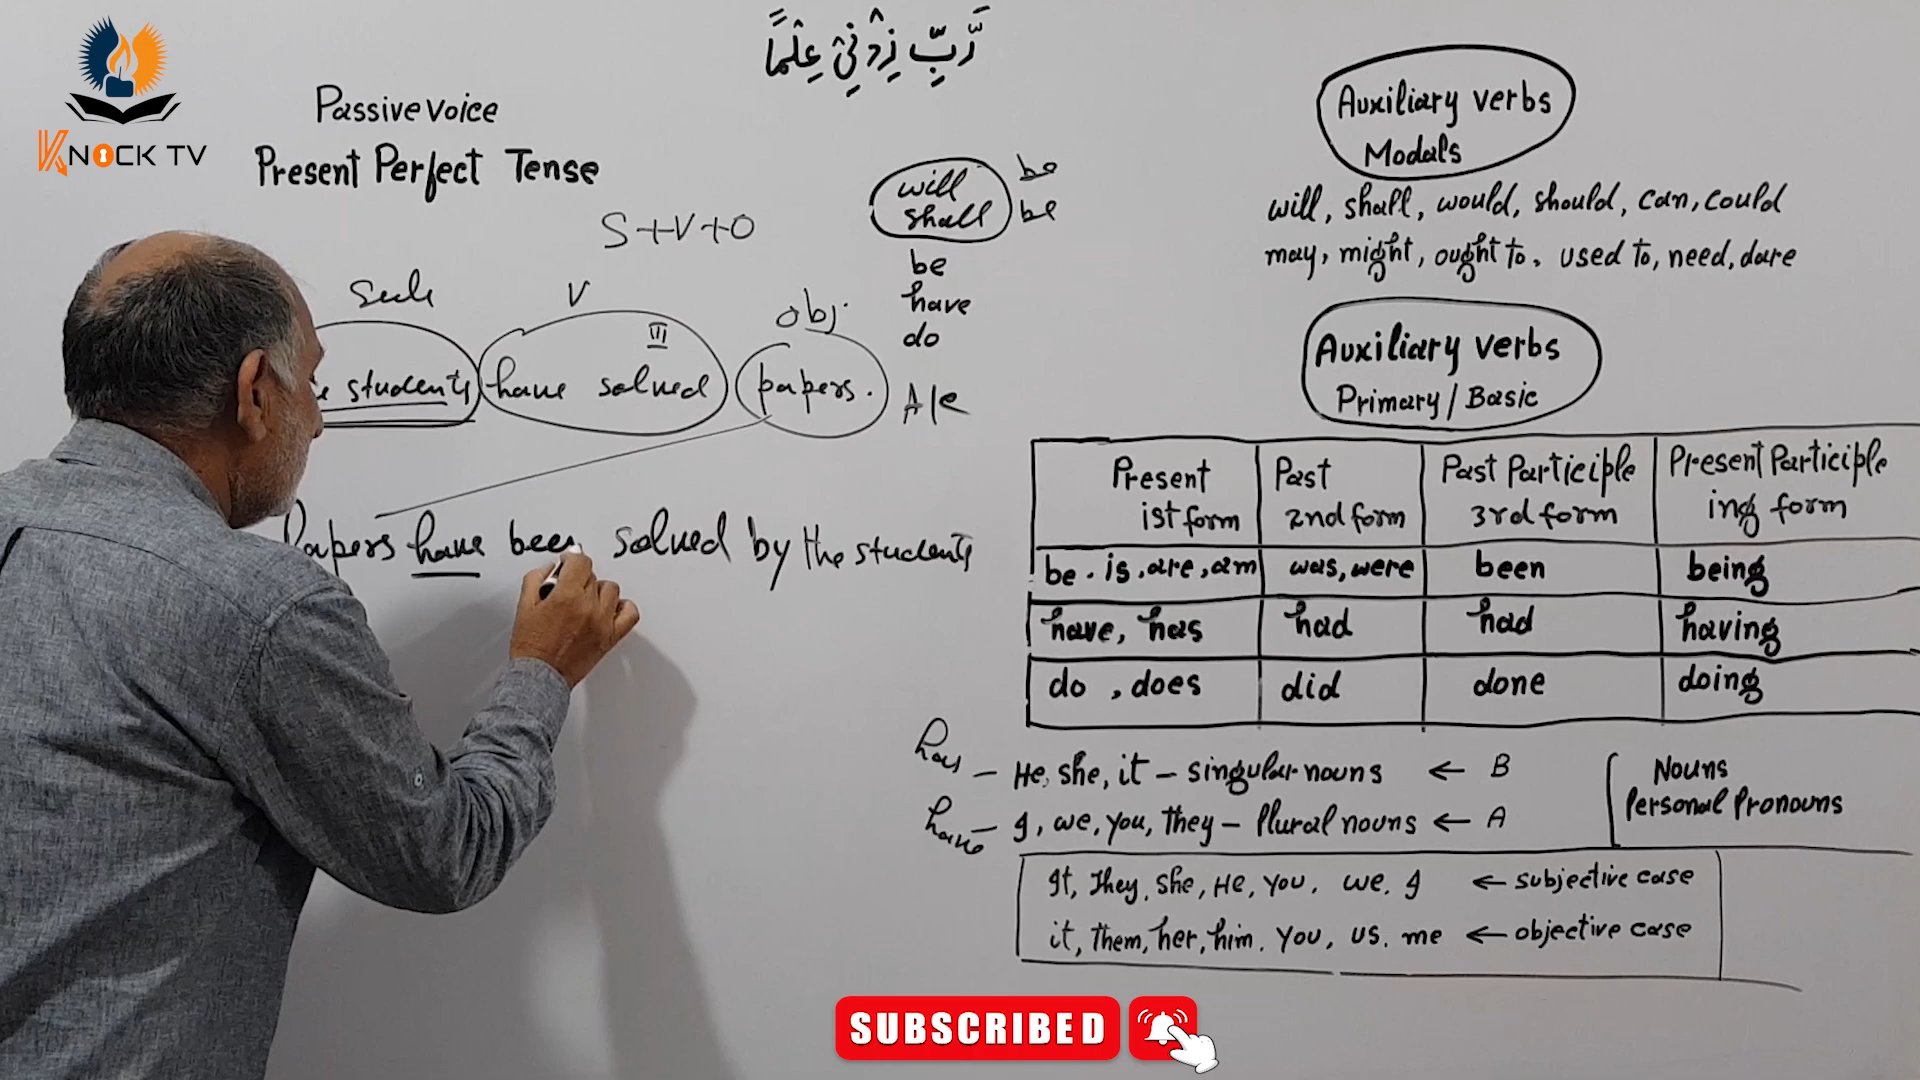 رَّبِّ زِدْنِیْ عِلْمًا
KNOCK TV
Passive Voice
Present Perfect Tense
S+V+O
V
obj.
III
students have solved papers.
Papers have been solved by the students
will be
shall be
be
have
do
Auxiliary verbs
Modals
will, shall, would, should, can, could
may, might, ought to, used to, need, dare
Auxiliary verbs
Primary/Basic
Present 1st form
Past 2nd form
Past Participle 3rd form
Present Participle ing form
be. is, are, am
was, were
been
being
have, has
had
had
having
do, does
did
done
doing
has – He, she, it – singular nouns ← B
have – I, we, you, they – plural nouns ← A
Nouns
Personal Pronouns
It, They, she, He, you. we. I ← subjective case
it, them, her, him. you, us. me ← objective case
SUBSCRIBED